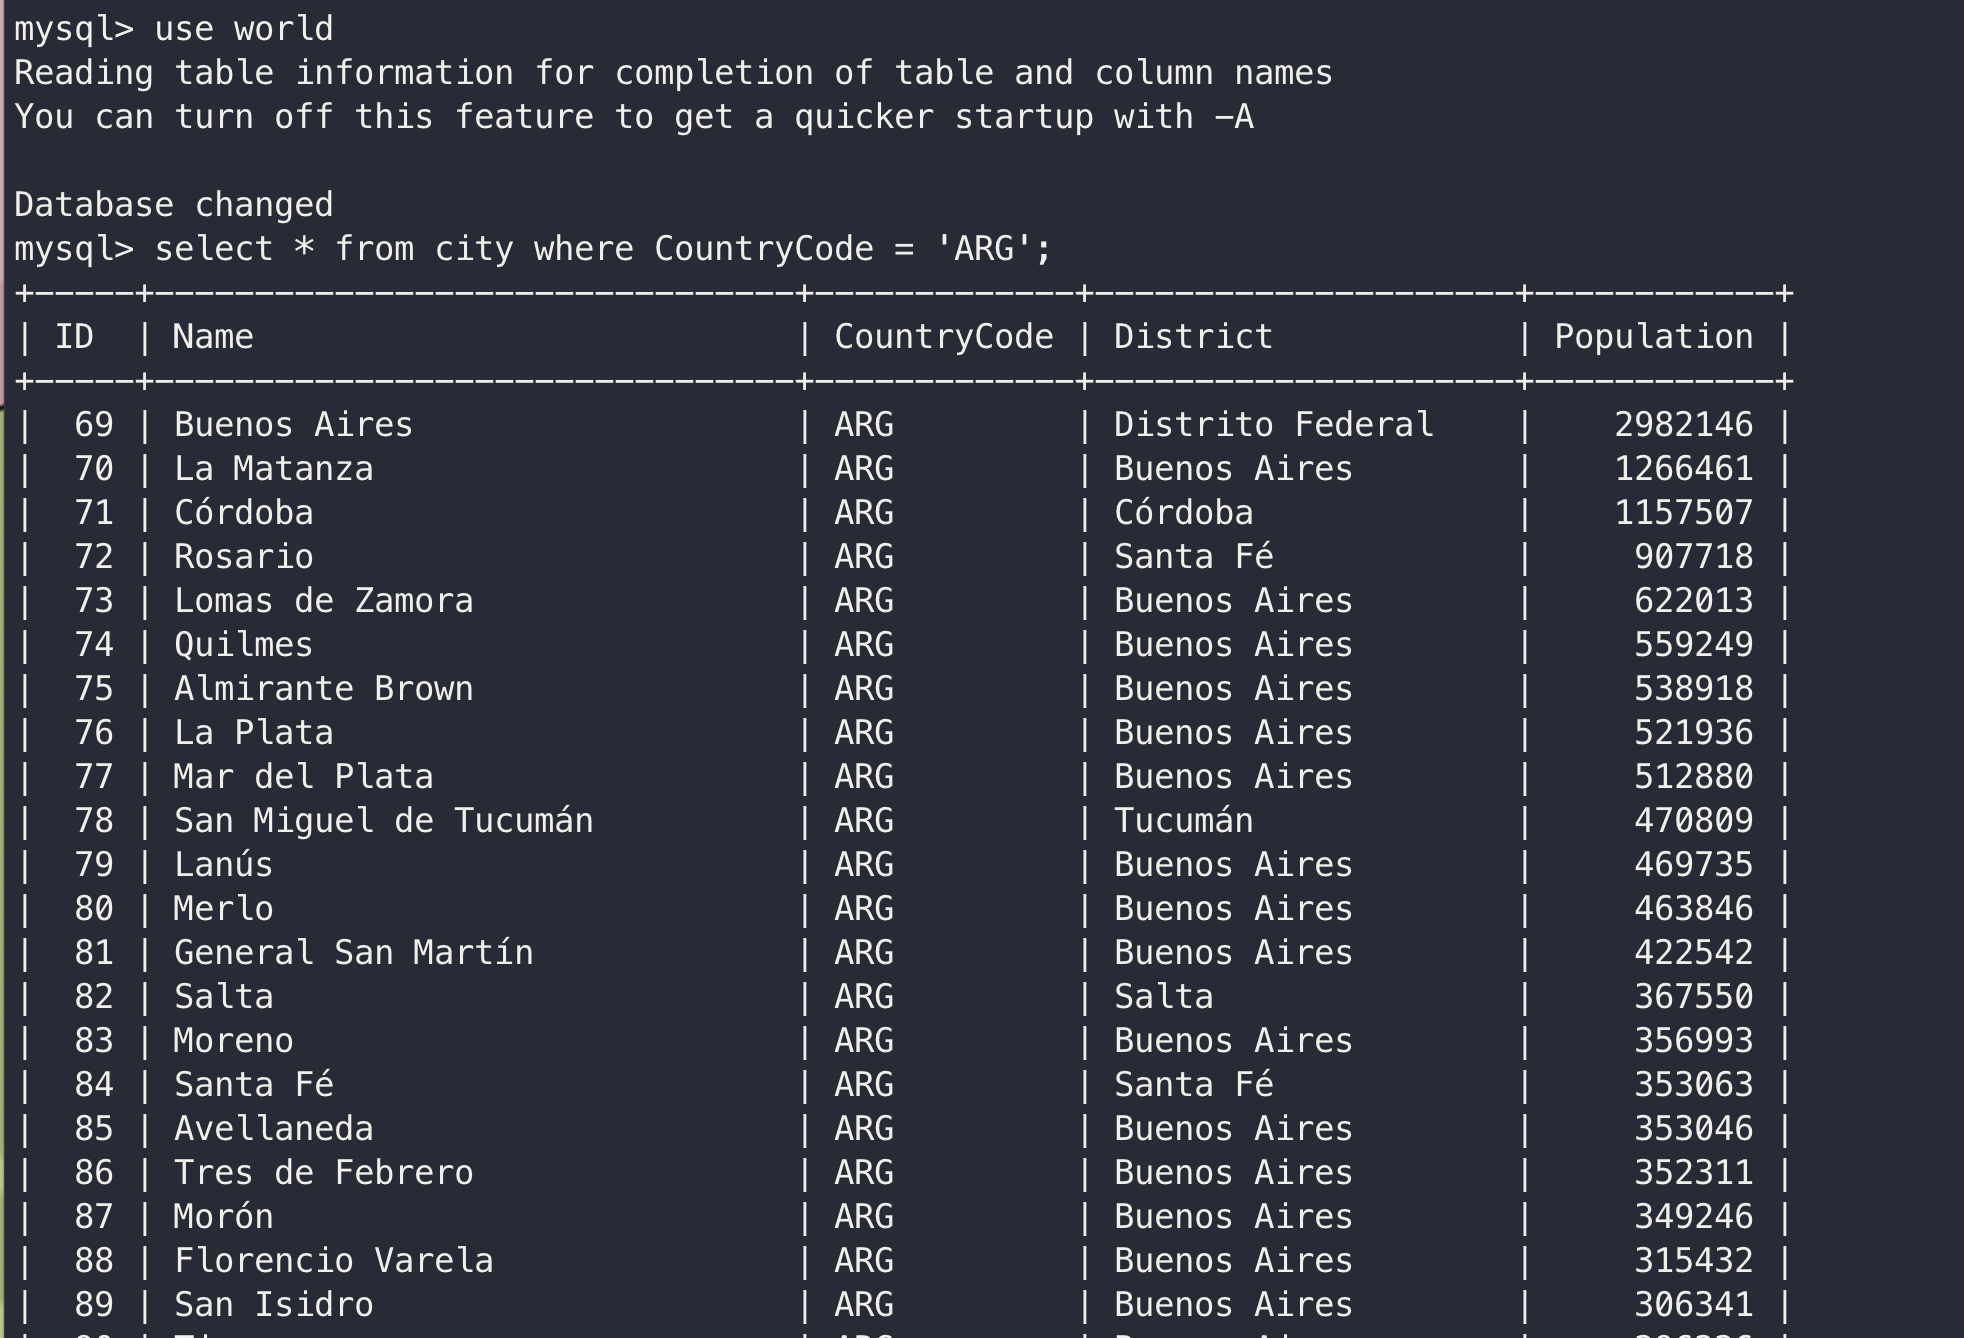 mysql> use world
Reading table information for completion of table and column names
You can turn off this feature to get a quicker startup with -A

Database changed
mysql> select * from city where CountryCode = 'ARG';
+-----+--------------------------------+-------------+---------------------+------------+
| ID  | Name                           | CountryCode | District            | Population |
+-----+--------------------------------+-------------+---------------------+------------+
|  69 | Buenos Aires                   | ARG         | Distrito Federal    |    2982146 |
|  70 | La Matanza                     | ARG         | Buenos Aires        |    1266461 |
|  71 | Córdoba                        | ARG         | Córdoba             |    1157507 |
|  72 | Rosario                        | ARG         | Santa Fé            |     907718 |
|  73 | Lomas de Zamora                | ARG         | Buenos Aires        |     622013 |
|  74 | Quilmes                        | ARG         | Buenos Aires        |     559249 |
|  75 | Almirante Brown                | ARG         | Buenos Aires        |     538918 |
|  76 | La Plata                       | ARG         | Buenos Aires        |     521936 |
|  77 | Mar del Plata                  | ARG         | Buenos Aires        |     512880 |
|  78 | San Miguel de Tucumán          | ARG         | Tucumán             |     470809 |
|  79 | Lanús                          | ARG         | Buenos Aires        |     469735 |
|  80 | Merlo                          | ARG         | Buenos Aires        |     463846 |
|  81 | General San Martín             | ARG         | Buenos Aires        |     422542 |
|  82 | Salta                          | ARG         | Salta               |     367550 |
|  83 | Moreno                         | ARG         | Buenos Aires        |     356993 |
|  84 | Santa Fé                       | ARG         | Santa Fé            |     353063 |
|  85 | Avellaneda                     | ARG         | Buenos Aires        |     353046 |
|  86 | Tres de Febrero                | ARG         | Buenos Aires        |     352311 |
|  87 | Morón                          | ARG         | Buenos Aires        |     349246 |
|  88 | Florencio Varela               | ARG         | Buenos Aires        |     315432 |
|  89 | San Isidro                     | ARG         | Buenos Aires        |     306341 |